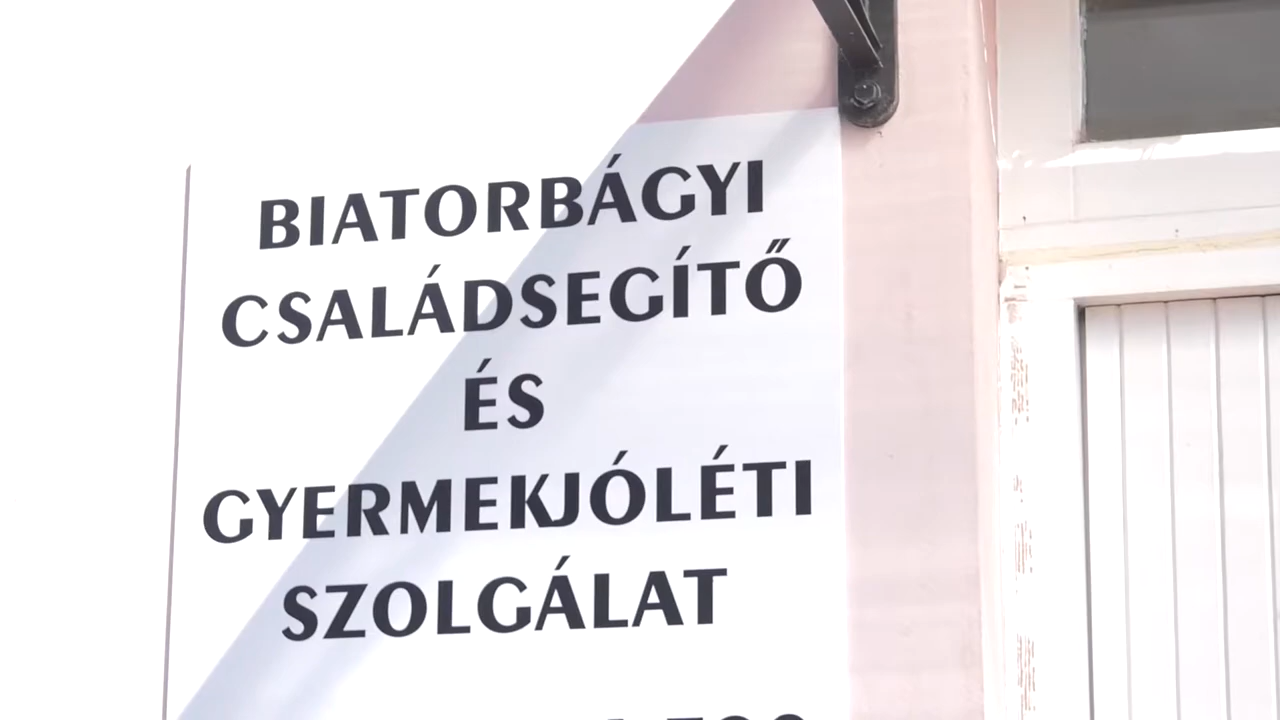 BIATORBÁGYI
CSALÁDSEGÍTŐ
ÉS
GYERMEKJÓLÉTI
SZOLGÁLAT